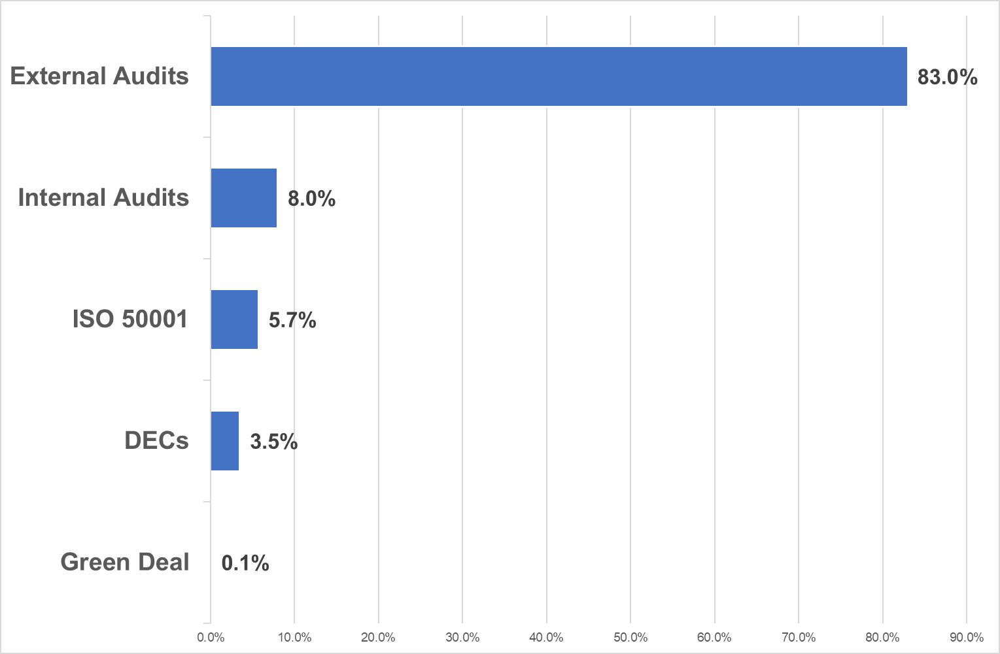 External Audits
83.0%
Internal Audits
8.0%
ISO 50001
5.7%
DECs
3.5%
Green Deal
0.1%
0.0% 10.0% 20.0% 30.0% 40.0% 50.0% 60.0% 70.0% 80.0% 90.0%